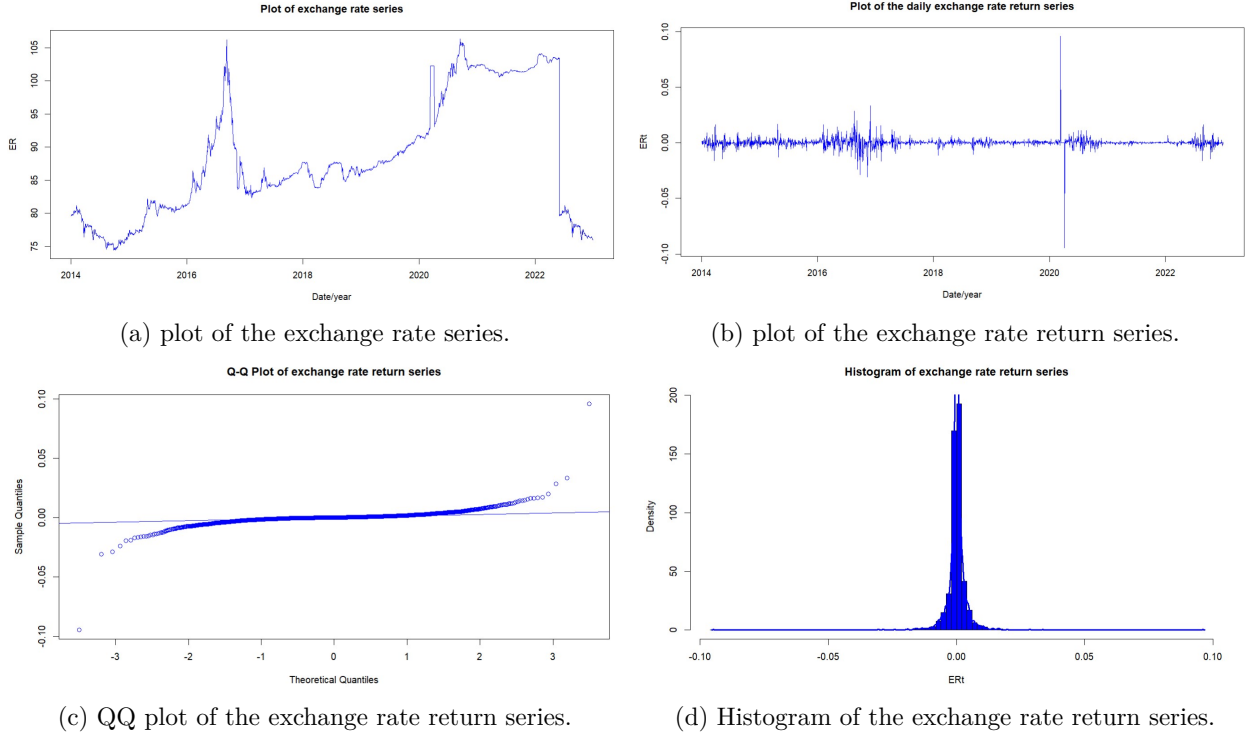 Plot of exchange rate series
ER
75
80
85
90
95
100
105
2014
2016
2018
2020
2022
Date/year
(a) plot of the exchange rate series.
Plot of the daily exchange rate return series
ERt
0.10
0.05
0.00
-0.05
-0.10
2014
2016
2018
2020
2022
Date/year
(b) plot of the exchange rate return series.
Q-Q Plot of exchange rate return series
Sample Quantiles
0.10
0.05
0.00
-0.05
-0.10
-3
-2
-1
0
1
2
3
Theoretical Quantiles
(c) QQ plot of the exchange rate return series.
Histogram of exchange rate return series
Density
200
150
100
50
0
-0.10
-0.05
0.00
0.05
0.10
ERt
(d) Histogram of the exchange rate return series.